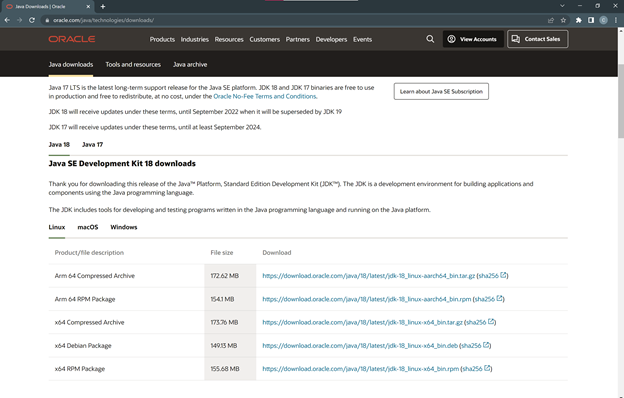 Java Downloads | Oracle
oracle.com/java/technologies/downloads/
ORACLE
Products Industries Resources Customers Partners Developers Events
View Accounts
Contact Sales
Java downloads Tools and resources Java archive
Java 17 LTS is the latest long-term support release for the Java SE platform. JDK 18 and JDK 17 binaries are free to use
in production and free to redistribute, at no cost, under the Oracle No-Fee Terms and Conditions.
Learn about Java SE Subscription
JDK 18 will receive updates under these terms, until September 2022 when it will be superseded by JDK 19
JDK 17 will receive updates under these terms, until at least September 2024.
Java 18 Java 17
Java SE Development Kit 18 downloads
Thank you for downloading this release of the Java™ Platform, Standard Edition Development Kit (JDK™). The JDK is a development environment for building applications and
components using the Java programming language.
The JDK includes tools for developing and testing programs written in the Java programming language and running on the Java platform.
Linux macOS Windows
Product/file description File size Download
Arm 64 Compressed Archive 172.62 MB https://download.oracle.com/java/18/latest/jdk-18_linux-aarch64_bin.tar.gz (sha256)
Arm 64 RPM Package 154.1 MB https://download.oracle.com/java/18/latest/jdk-18_linux-aarch64_bin.rpm (sha256)
x64 Compressed Archive 173.76 MB https://download.oracle.com/java/18/latest/jdk-18_linux-x64_bin.tar.gz (sha256)
x64 Debian Package 149.13 MB https://download.oracle.com/java/18/latest/jdk-18_linux-x64_bin.deb (sha256)
x64 RPM Package 155.68 MB https://download.oracle.com/java/18/latest/jdk-18_linux-x64_bin.rpm (sha256)